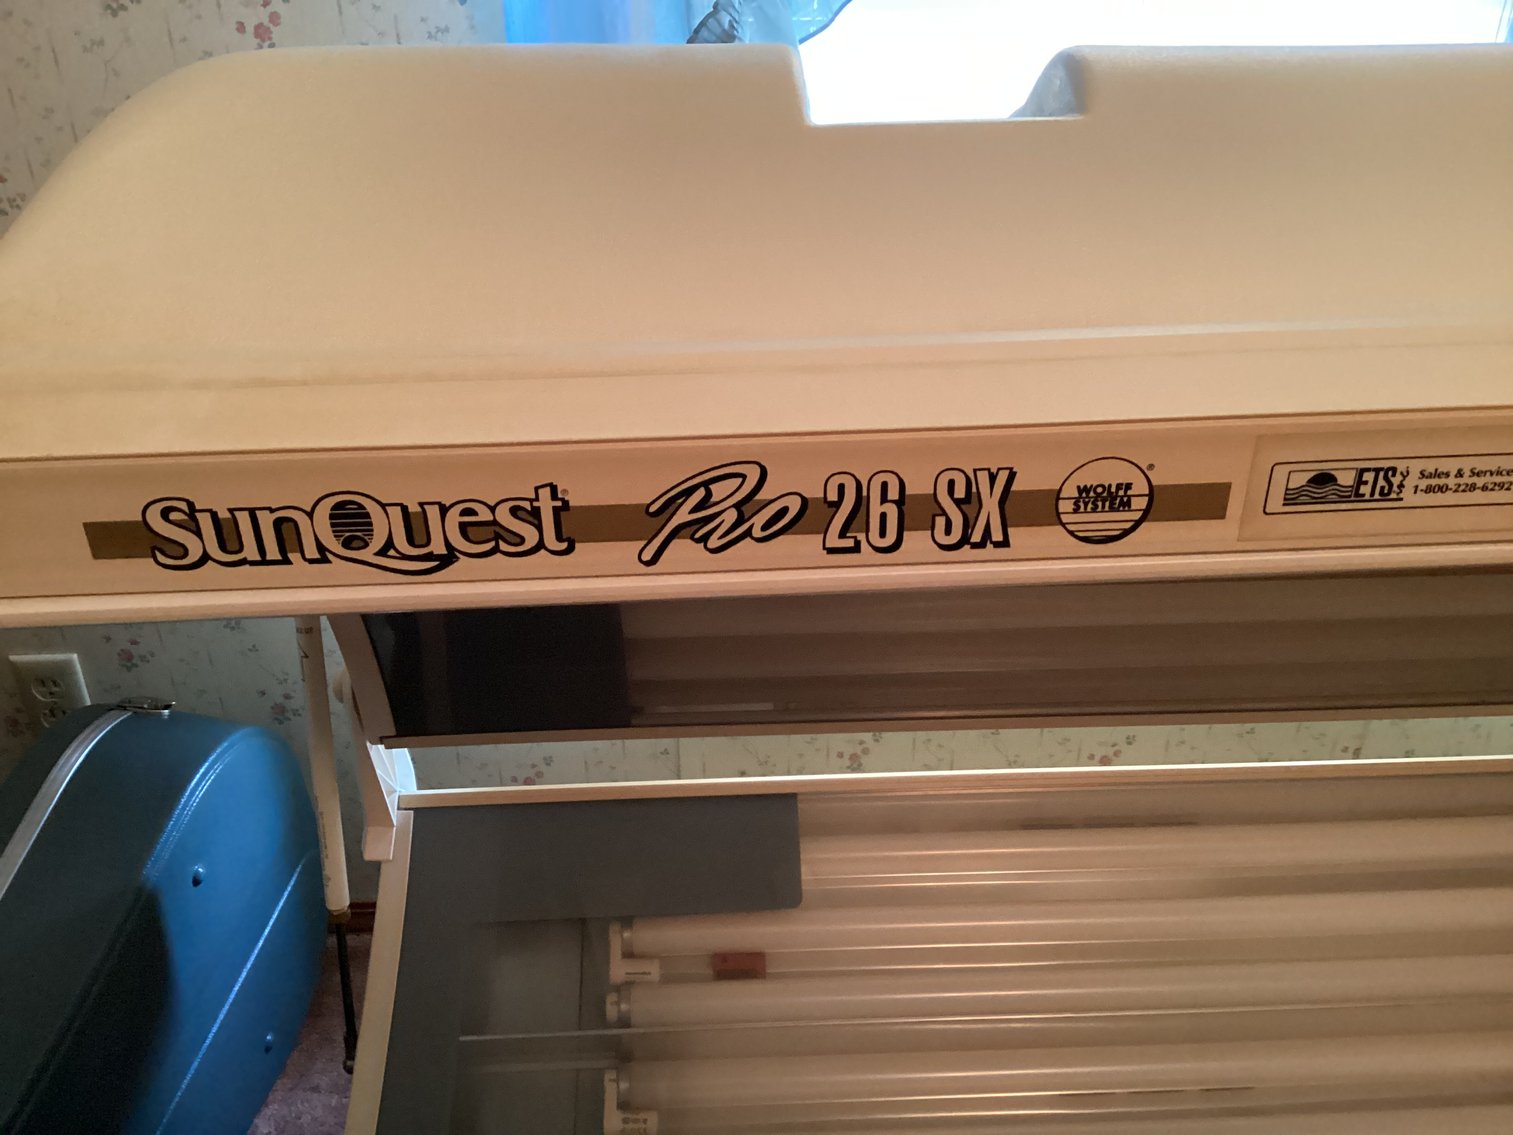 SunQuest® Pro 26 SX WOLFF SYSTEM ®
ETS Sales & Service
1-800-228-6292